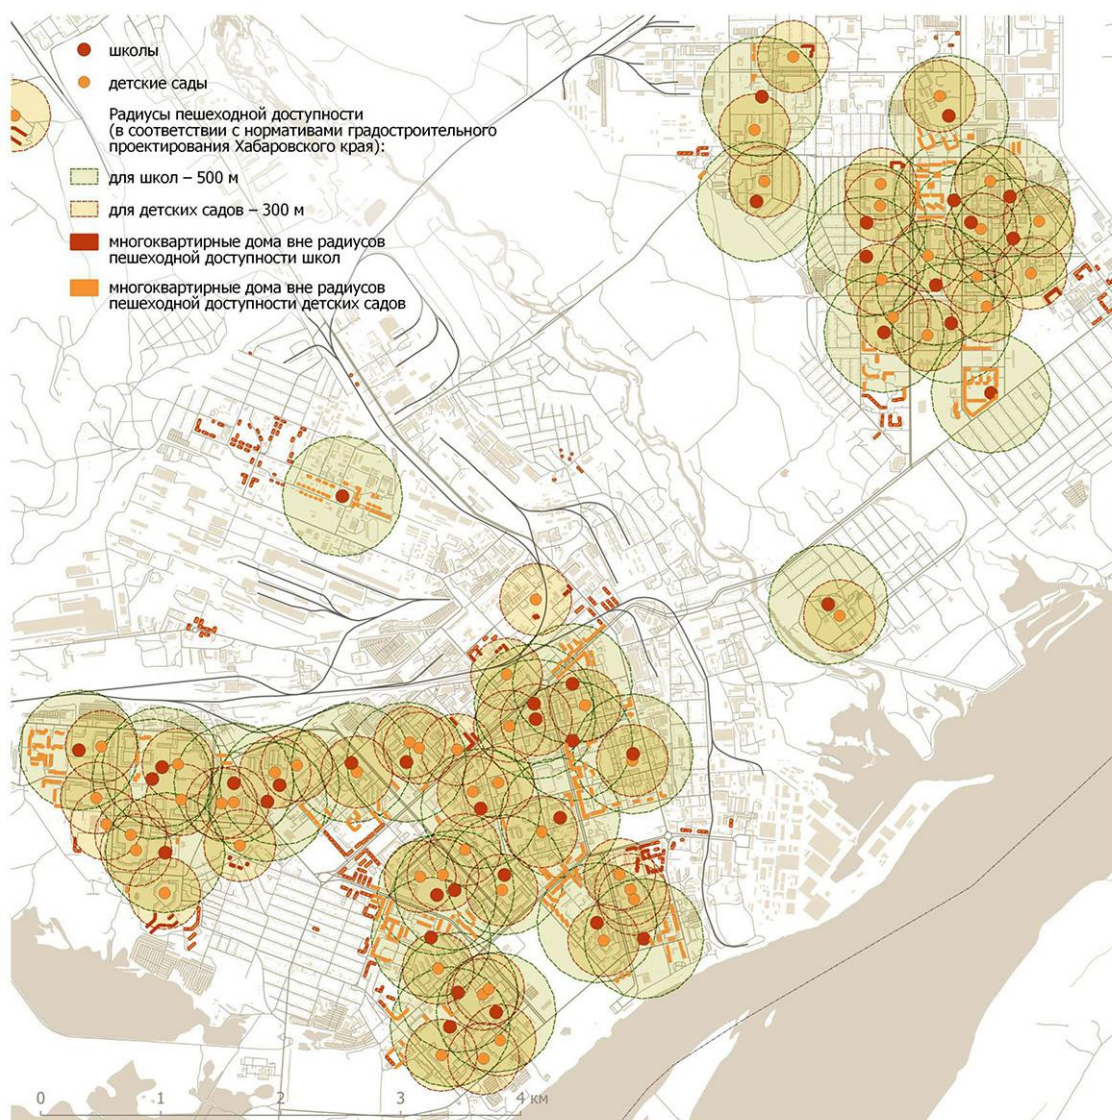 школы
детские сады
Радиусы пешеходной доступности
(в соответствии с нормативами градостроительного
проектирования Хабаровского края):
для школ – 500 м
для детских садов – 300 м
многоквартирные дома вне радиусов
пешеходной доступности школ
многоквартирные дома вне радиусов
пешеходной доступности детских садов
0 1 2 3 4 км